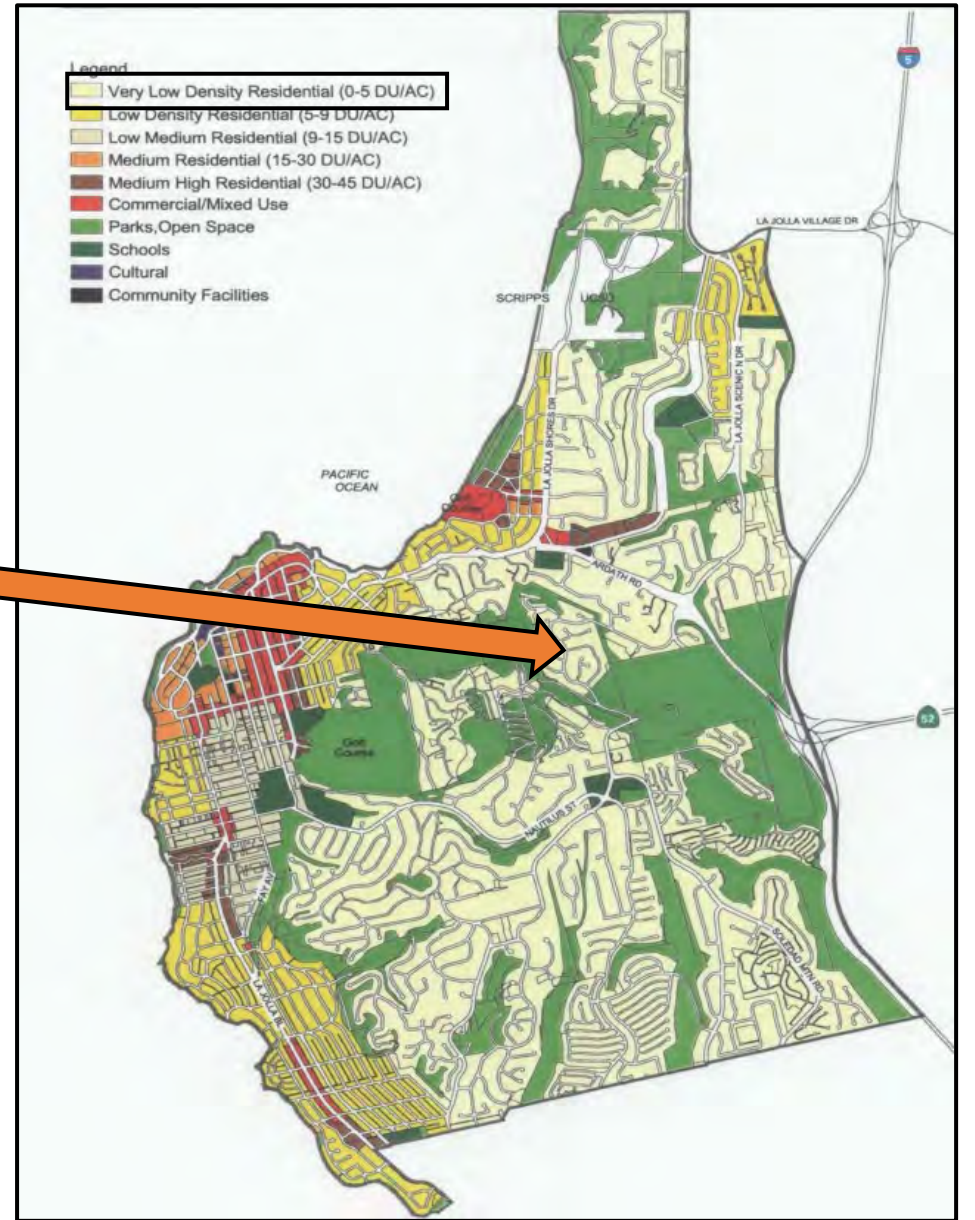 Legend
Very Low Density Residential (0-5 DU/AC)
Low Density Residential (5-9 DU/AC)
Low Medium Residential (9-15 DU/AC)
Medium Residential (15-30 DU/AC)
Medium High Residential (30-45 DU/AC)
Commercial/Mixed Use
Parks,Open Space
Schools
Cultural
Community Facilities
5
LA JOLLA VILLAGE DR
SCRIPPS
UCSD
LA JOLLA SHORES DR
LA JOLLA SCENIC N DR
PACIFIC
OCEAN
Golf
Course
ARDATH RD
52
Golf
Course
NAUTILUS ST
FAY AV
SOLEDAD MTN RD
LA JOLLA BL